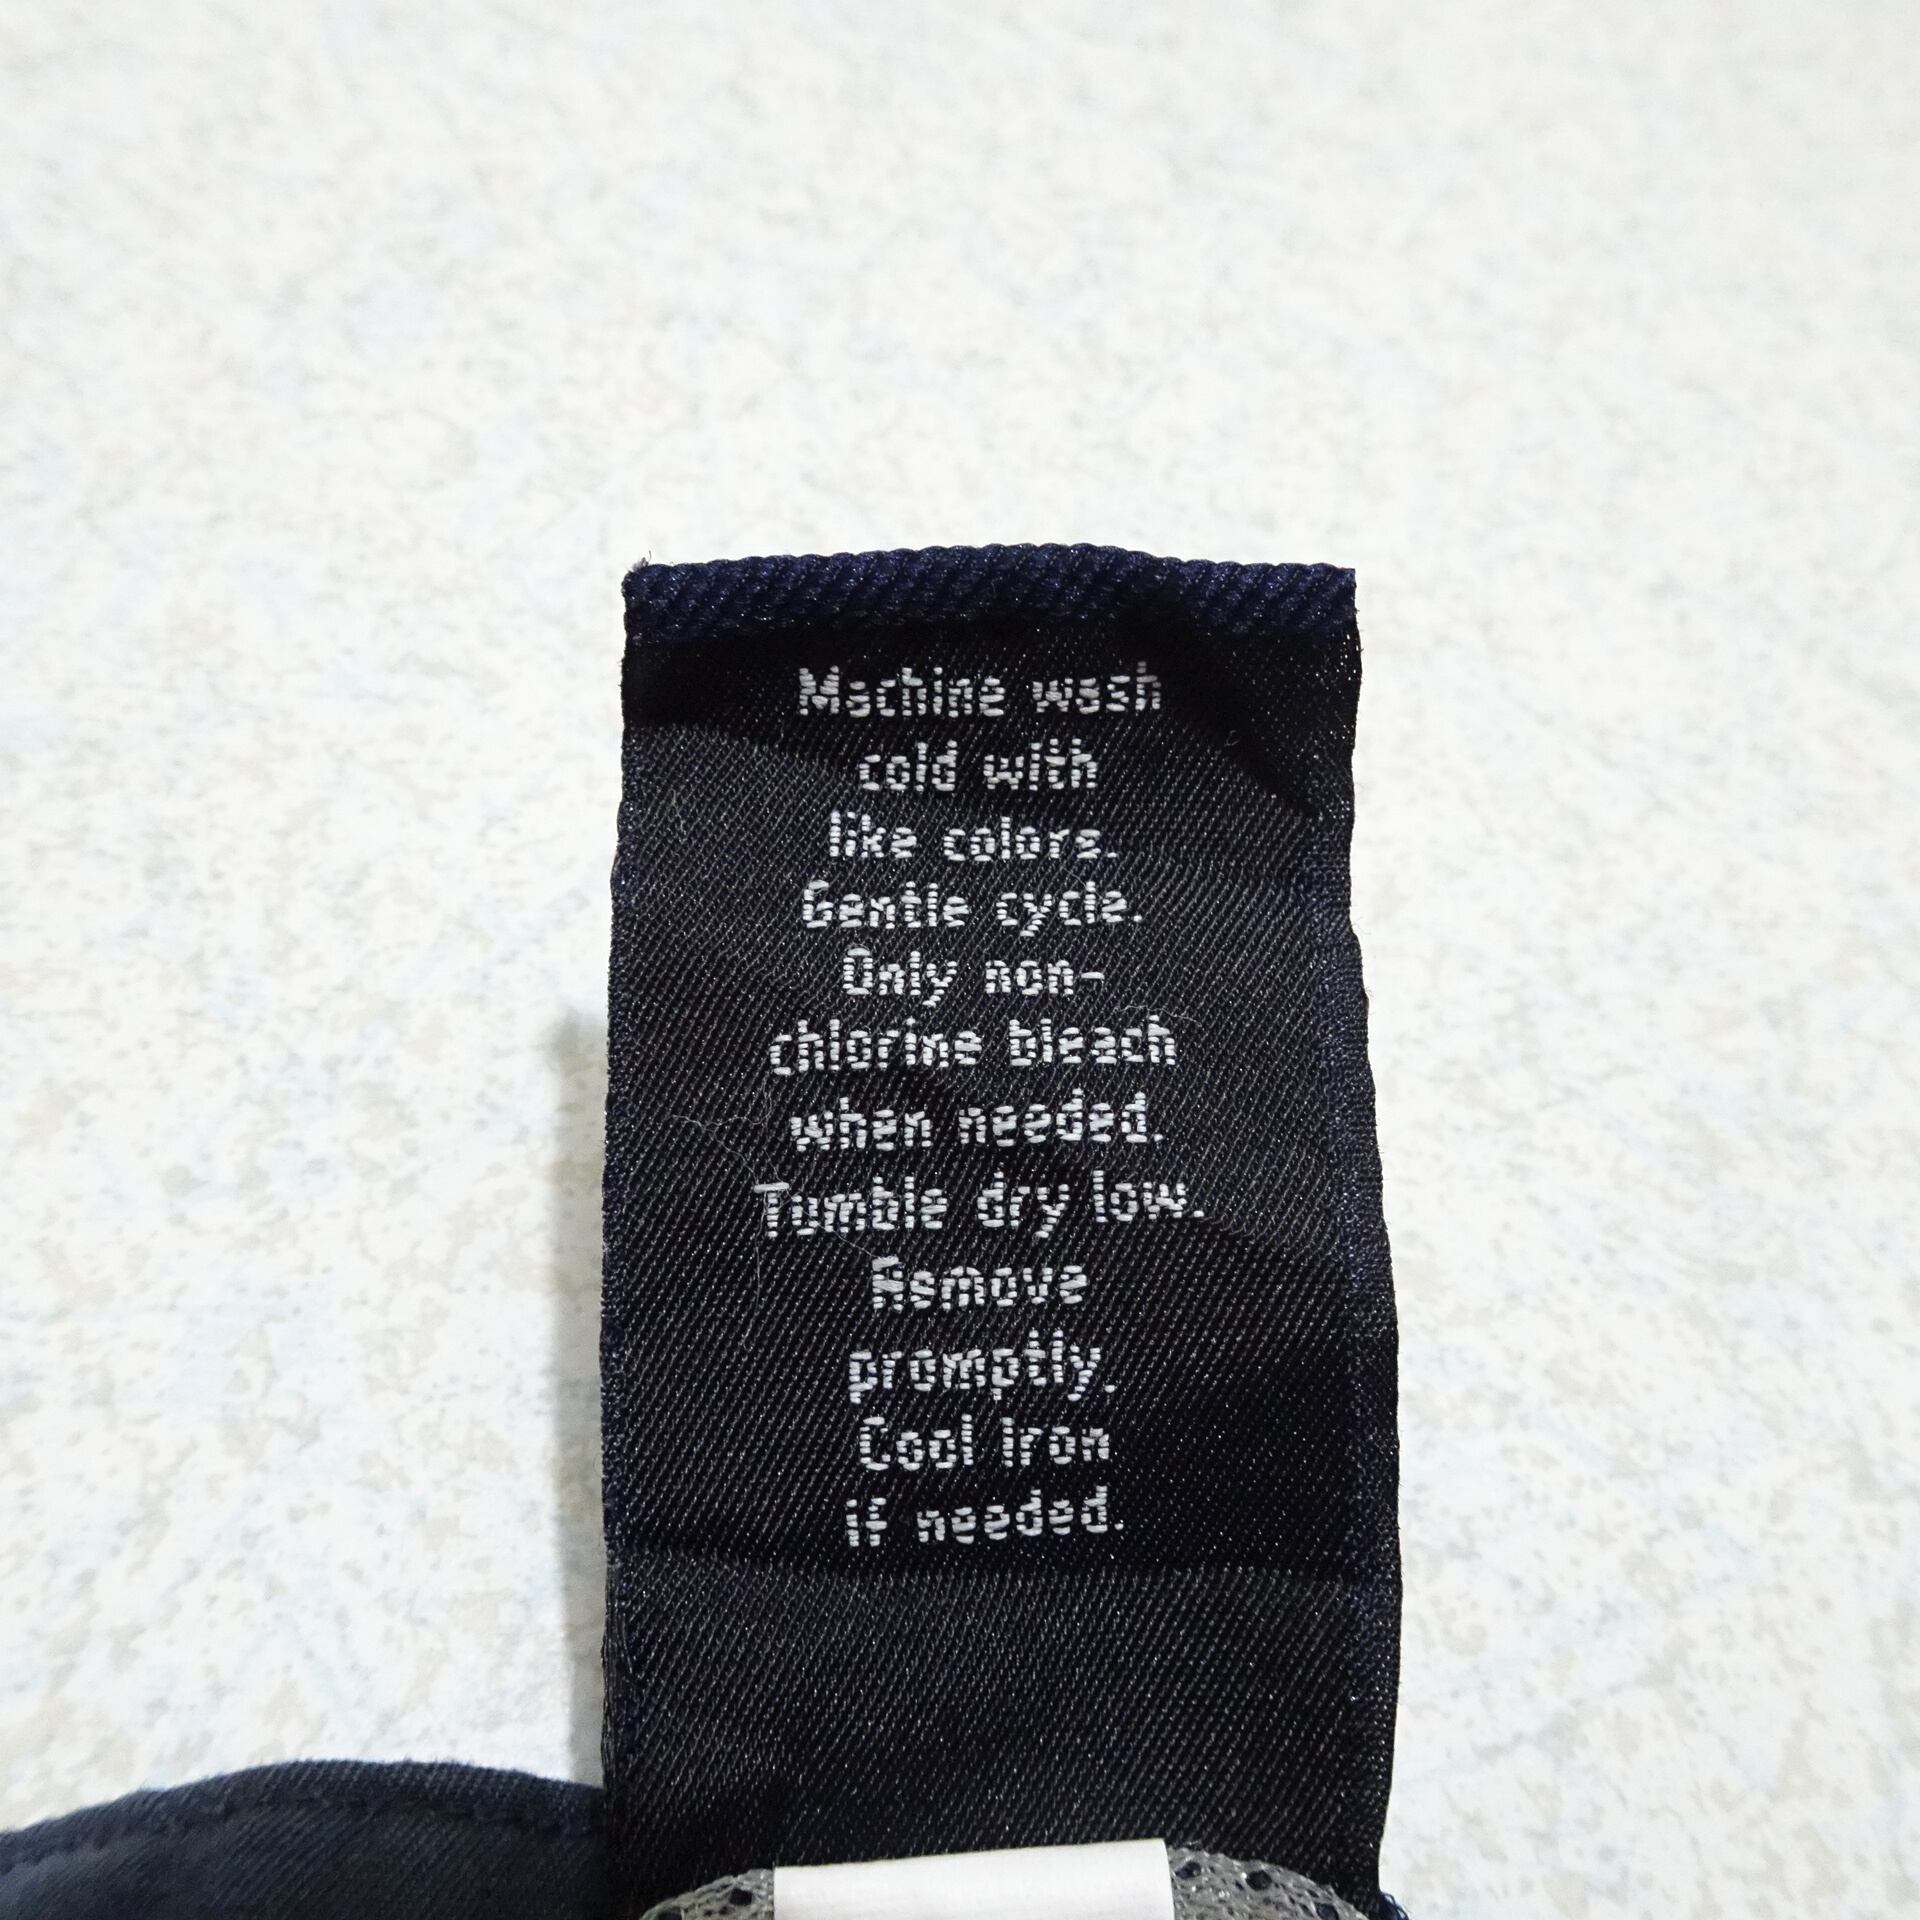 Machine wash
cold with
like colors.
Gentle cycle.
Only non-
chlorine bleach
when needed.
Tumble dry low.
Remove
promptly.
Cool Iron
if needed.